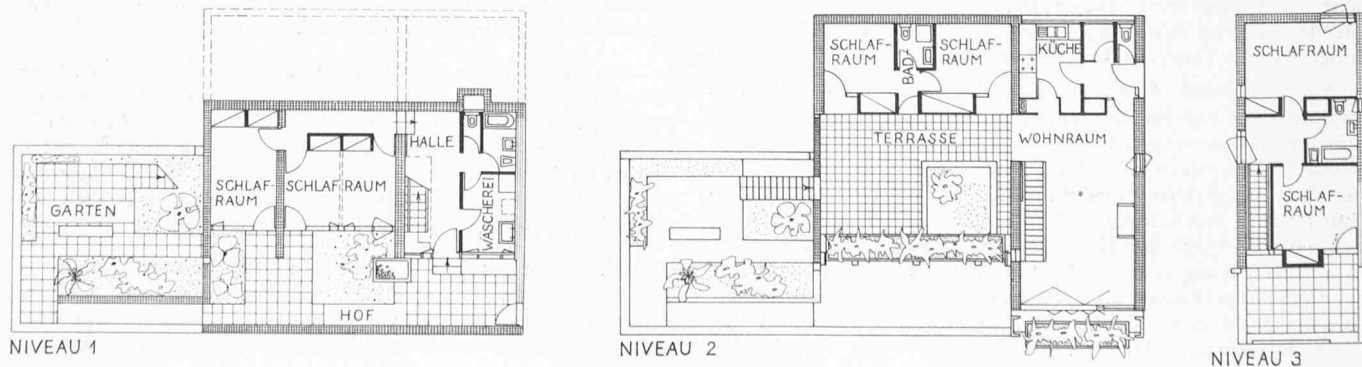 GARTEN
SCHLAF-
RAUM
SCHLAFRAUM
HALLE
WÄSCHEREI
HOF
NIVEAU 1
SCHLAF-
RAUM
BAD
SCHLAF-
RAUM
KÜCHE
TERRASSE
WOHNRAUM
NIVEAU 2
SCHLAFRAUM
SCHLAF-
RAUM
NIVEAU 3